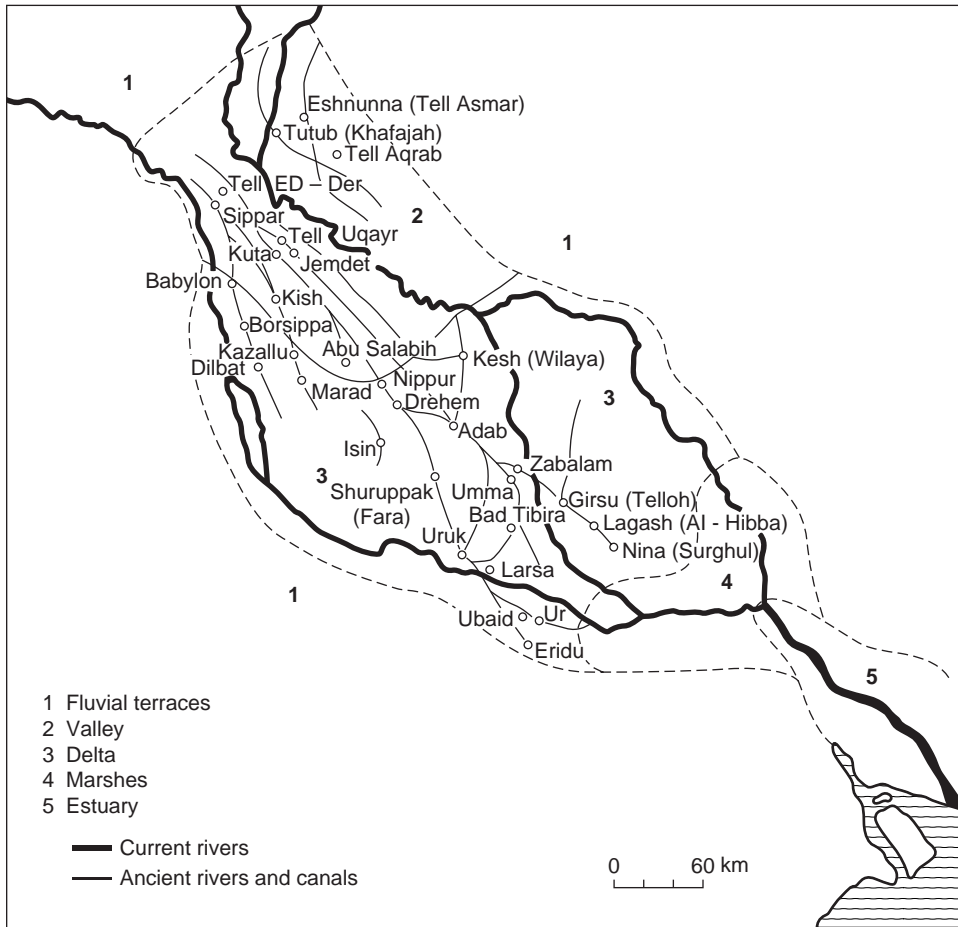 1
Eshnunna (Tell Asmar)
Tutub (Khafajah)
Tell Aqrab
Tell ED – Der
2
Sippar
1
Tell Uqayr
Kuta
Jemdet
Babylon
Kish
Borsippa
Kazallu
Abu Salabih
Kesh (Wilaya)
Dilbat
Marad
Nippur
Drehem
3
Adab
Isin
Zabalam
3
Shuruppak
(Fara)
Umma
Girsu (Telloh)
Bad Tibira
Lagash (Al - Hibba)
Uruk
Nina (Surghul)
Larsa
4
1
Ubaid
Ur
Eridu
5
1 Fluvial terraces
2 Valley
3 Delta
4 Marshes
5 Estuary
Current rivers
Ancient rivers and canals
0 60 km